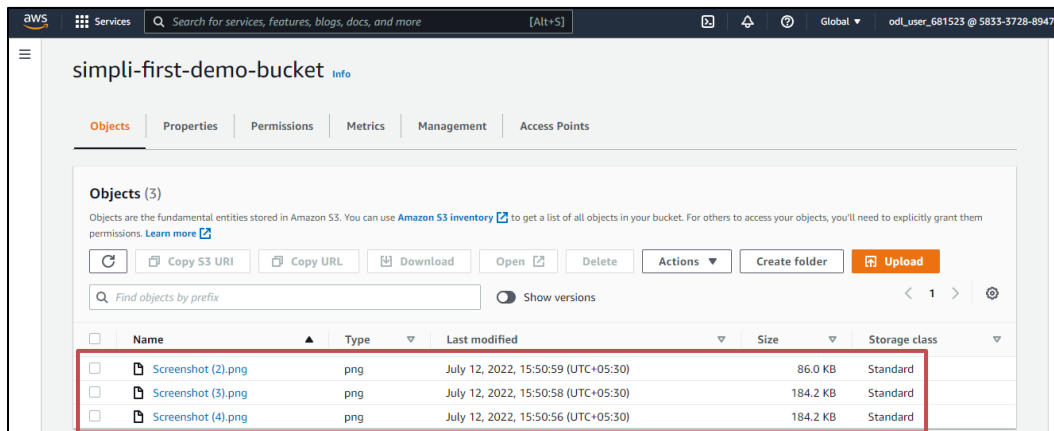 aws Services Search for services, features, blogs, docs, and more [Alt+S] Global ▼ odl_user_681523 @ 5833-3728-8947
simpli-first-demo-bucket Info
Objects Properties Permissions Metrics Management Access Points
Objects (3)
Objects are the fundamental entities stored in Amazon S3. You can use Amazon S3 inventory to get a list of all objects in your bucket. For others to access your objects, you'll need to explicitly grant them
permissions. Learn more
Copy S3 URI Copy URL Download Open Delete Actions ▼ Create folder Upload
Find objects by prefix Show versions < 1 >
Name ▲ Type ▽ Last modified ▽ Size ▽ Storage class ▽
Screenshot (2).png png July 12, 2022, 15:50:59 (UTC+05:30) 86.0 KB Standard
Screenshot (3).png png July 12, 2022, 15:50:58 (UTC+05:30) 184.2 KB Standard
Screenshot (4).png png July 12, 2022, 15:50:56 (UTC+05:30) 184.2 KB Standard